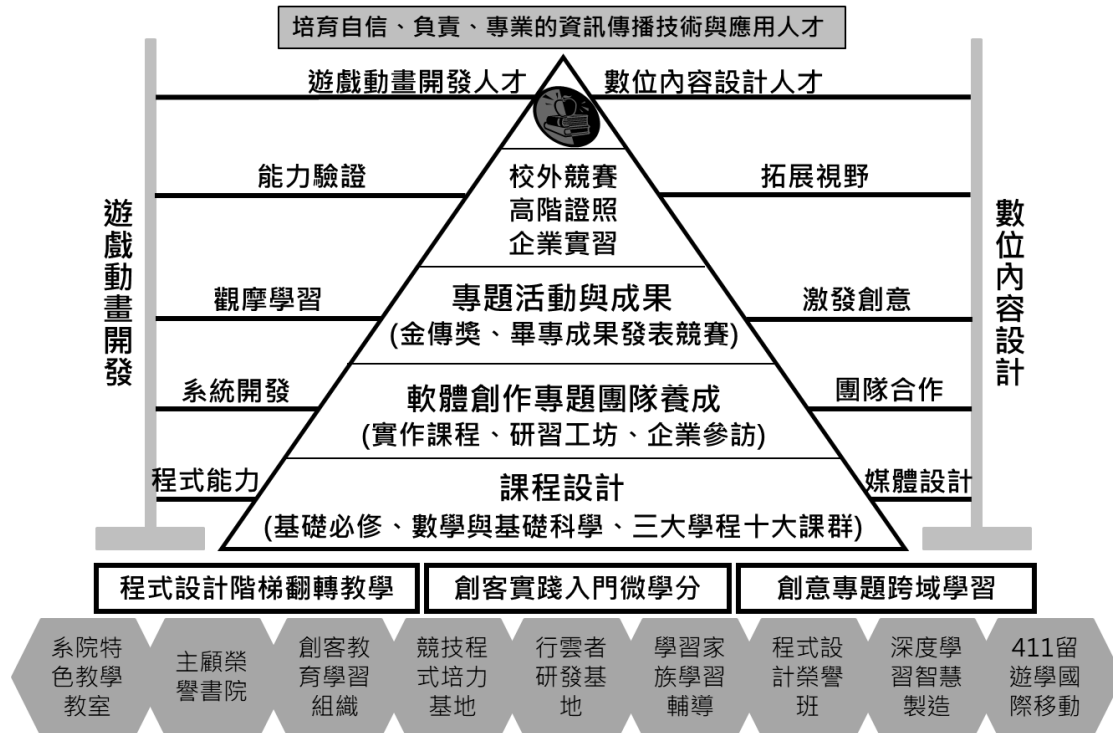 培育自信、負責、專業的資訊傳播技術與應用人才
遊戲動畫開發人才
數位內容設計人才
能力驗證
校外競賽
高階證照
企業實習
拓展視野
遊戲動畫開發
數位內容設計
觀摩學習
專題活動與成果
(金傳獎、畢專成果發表競賽)
激發創意
系統開發
軟體創作專題團隊養成
(實作課程、研習工坊、企業參訪)
團隊合作
程式能力
課程設計
(基礎必修、數學與基礎科學、三大學程十大課群)
媒體設計
程式設計階梯翻轉教學
創客實踐入門微學分
創意專題跨域學習
系院特
色教學
教室
主顧榮
譽書院
創客教
育學習
組織
競技程
式培力
基地
行雲者
研發基
地
學習家
族學習
輔導
程式設
計榮譽
班
深度學
習智慧
製造
411留
遊學國
際移動